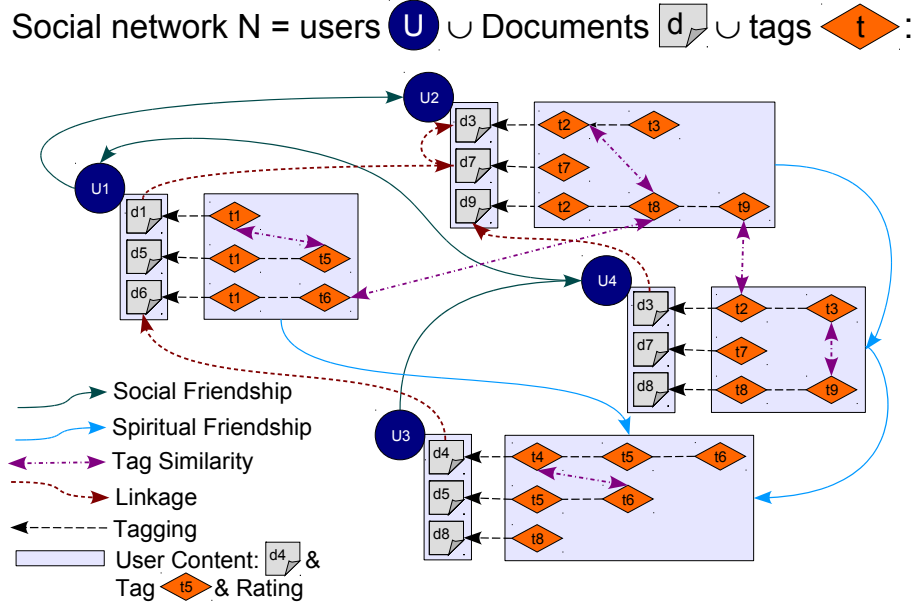 Social network N = users U ∪ Documents d ∪ tags t :
U2
d3 t2 t3
d7 t7
d9 t2 t8 t9
U1
d1 t1
d5 t1 t5
d6 t1 t6
U4
d3 t2 t3
d7 t7
d8 t8 t9
U3
d4 t4 t5 t6
d5 t5 t6
d8 t8
Social Friendship
Spiritual Friendship
Tag Similarity
Linkage
Tagging
User Content: d4 &
Tag t5 & Rating